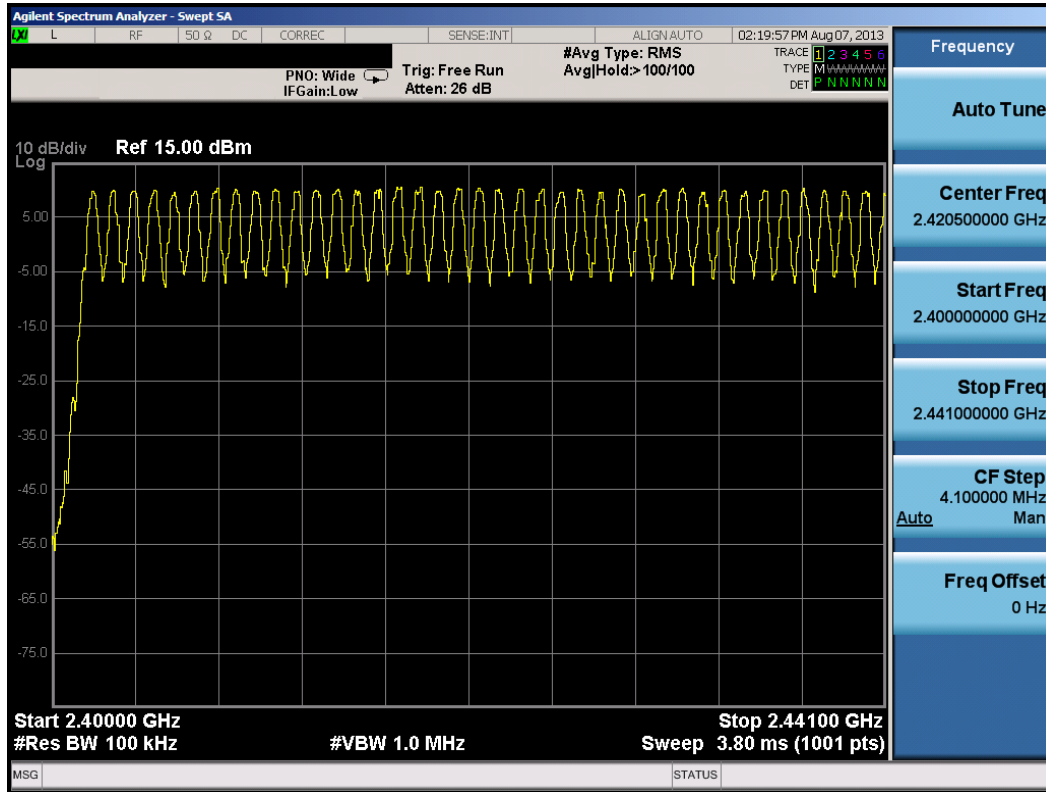 Agilent Spectrum Analyzer - Swept SA
LXI L RF 50 Ω DC CORREC SENSE:INT ALIGN AUTO 02:19:57 PM Aug 07, 2013
PNO: Wide
IFGain:Low
Trig: Free Run
Atten: 26 dB
#Avg Type: RMS
Avg|Hold:>100/100
TRACE 1 2 3 4 5 6
TYPE M W W W W W
DET P N N N N N
10 dB/div Ref 15.00 dBm
Log
5.00
-5.00
-15.0
-25.0
-35.0
-45.0
-55.0
-65.0
-75.0
Start 2.40000 GHz Stop 2.44100 GHz
#Res BW 100 kHz #VBW 1.0 MHz Sweep 3.80 ms (1001 pts)
MSG STATUS
Frequency
Auto Tune
Center Freq
2.420500000 GHz
Start Freq
2.400000000 GHz
Stop Freq
2.441000000 GHz
CF Step
4.100000 MHz
Auto Man
Freq Offset
0 Hz